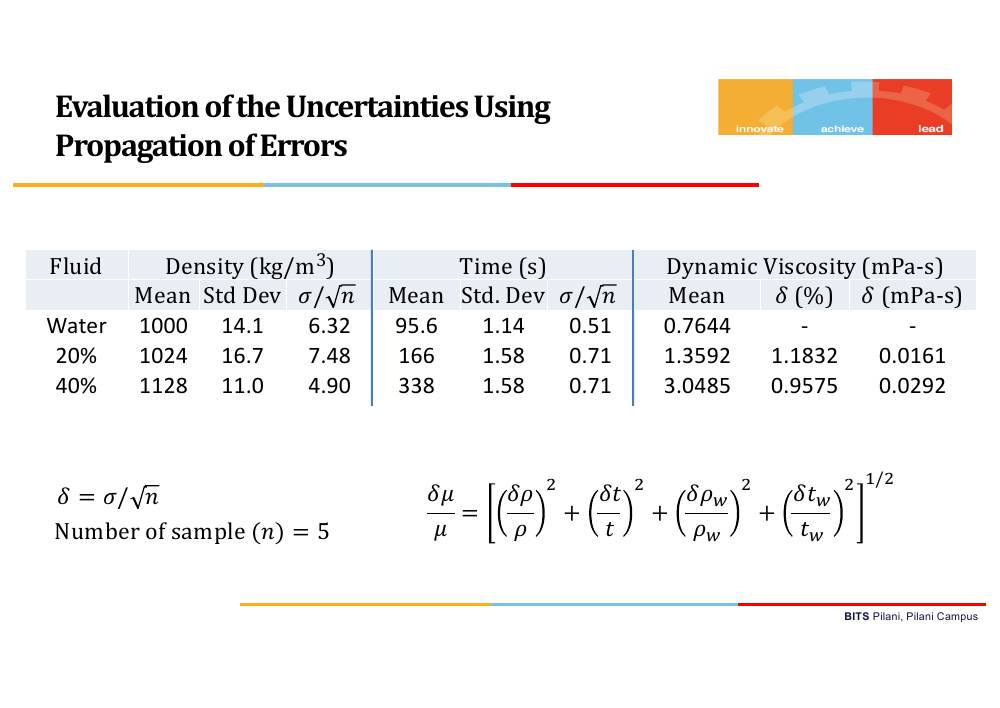 Evaluation of the Uncertainties Using
Propagation of Errors
innovate achieve lead
Fluid Density (kg/m³) Time (s) Dynamic Viscosity (mPa-s)
Mean Std Dev σ/√n Mean Std. Dev σ/√n Mean δ (%) δ (mPa-s)
Water 1000 14.1 6.32 95.6 1.14 0.51 0.7644 - -
20% 1024 16.7 7.48 166 1.58 0.71 1.3592 1.1832 0.0161
40% 1128 11.0 4.90 338 1.58 0.71 3.0485 0.9575 0.0292
δ = σ/√n
Number of sample (n) = 5
δμ/μ = [(δρ/ρ)² + (δt/t)² + (δρ_w/ρ_w)² + (δt_w/t_w)²]^1/2
BITS Pilani, Pilani Campus